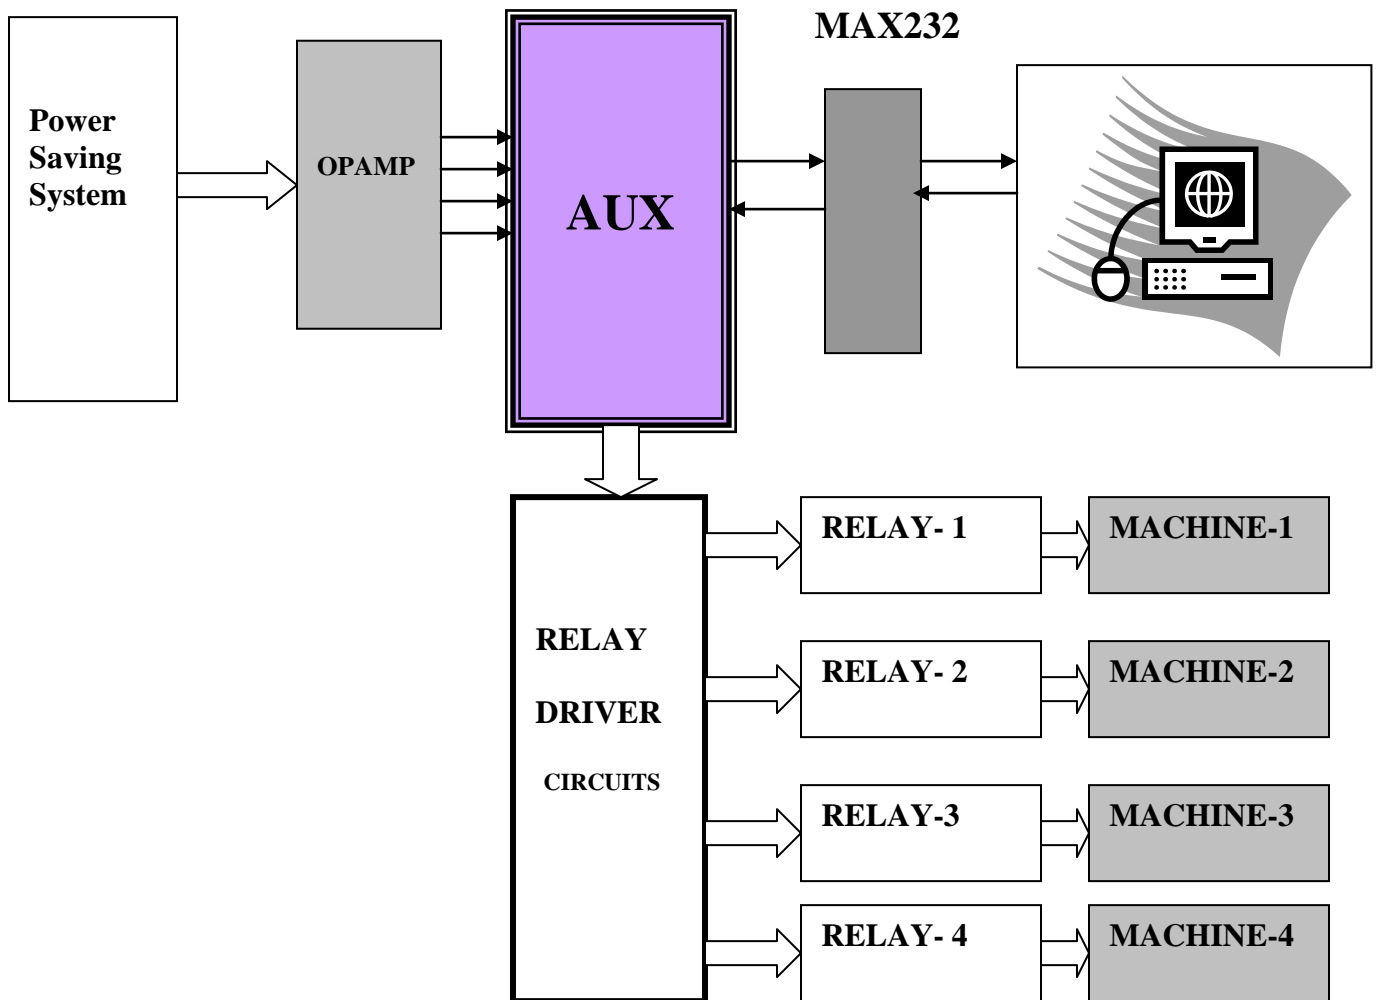 MAX232
Power
Saving
System
OPAMP
AUX
RELAY
DRIVER
CIRCUITS
RELAY- 1
MACHINE-1
RELAY- 2
MACHINE-2
RELAY-3
MACHINE-3
RELAY- 4
MACHINE-4